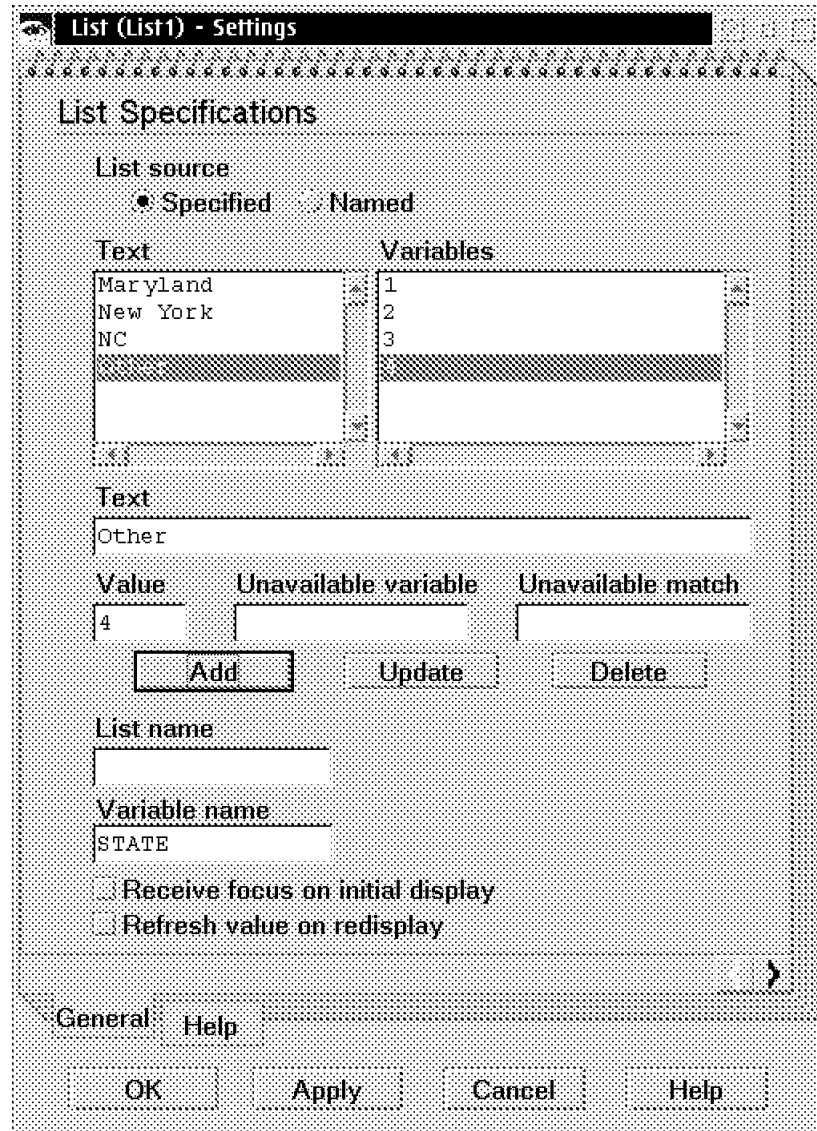 List (List1) - Settings
List Specifications
List source
Specified Named
Text Variables
Maryland 1
New York 2
NC 3
Other 4
Text
Other
Value Unavailable variable Unavailable match
4
Add Update Delete
List name
Variable name
STATE
Receive focus on initial display
Refresh value on redisplay
General Help
OK Apply Cancel Help